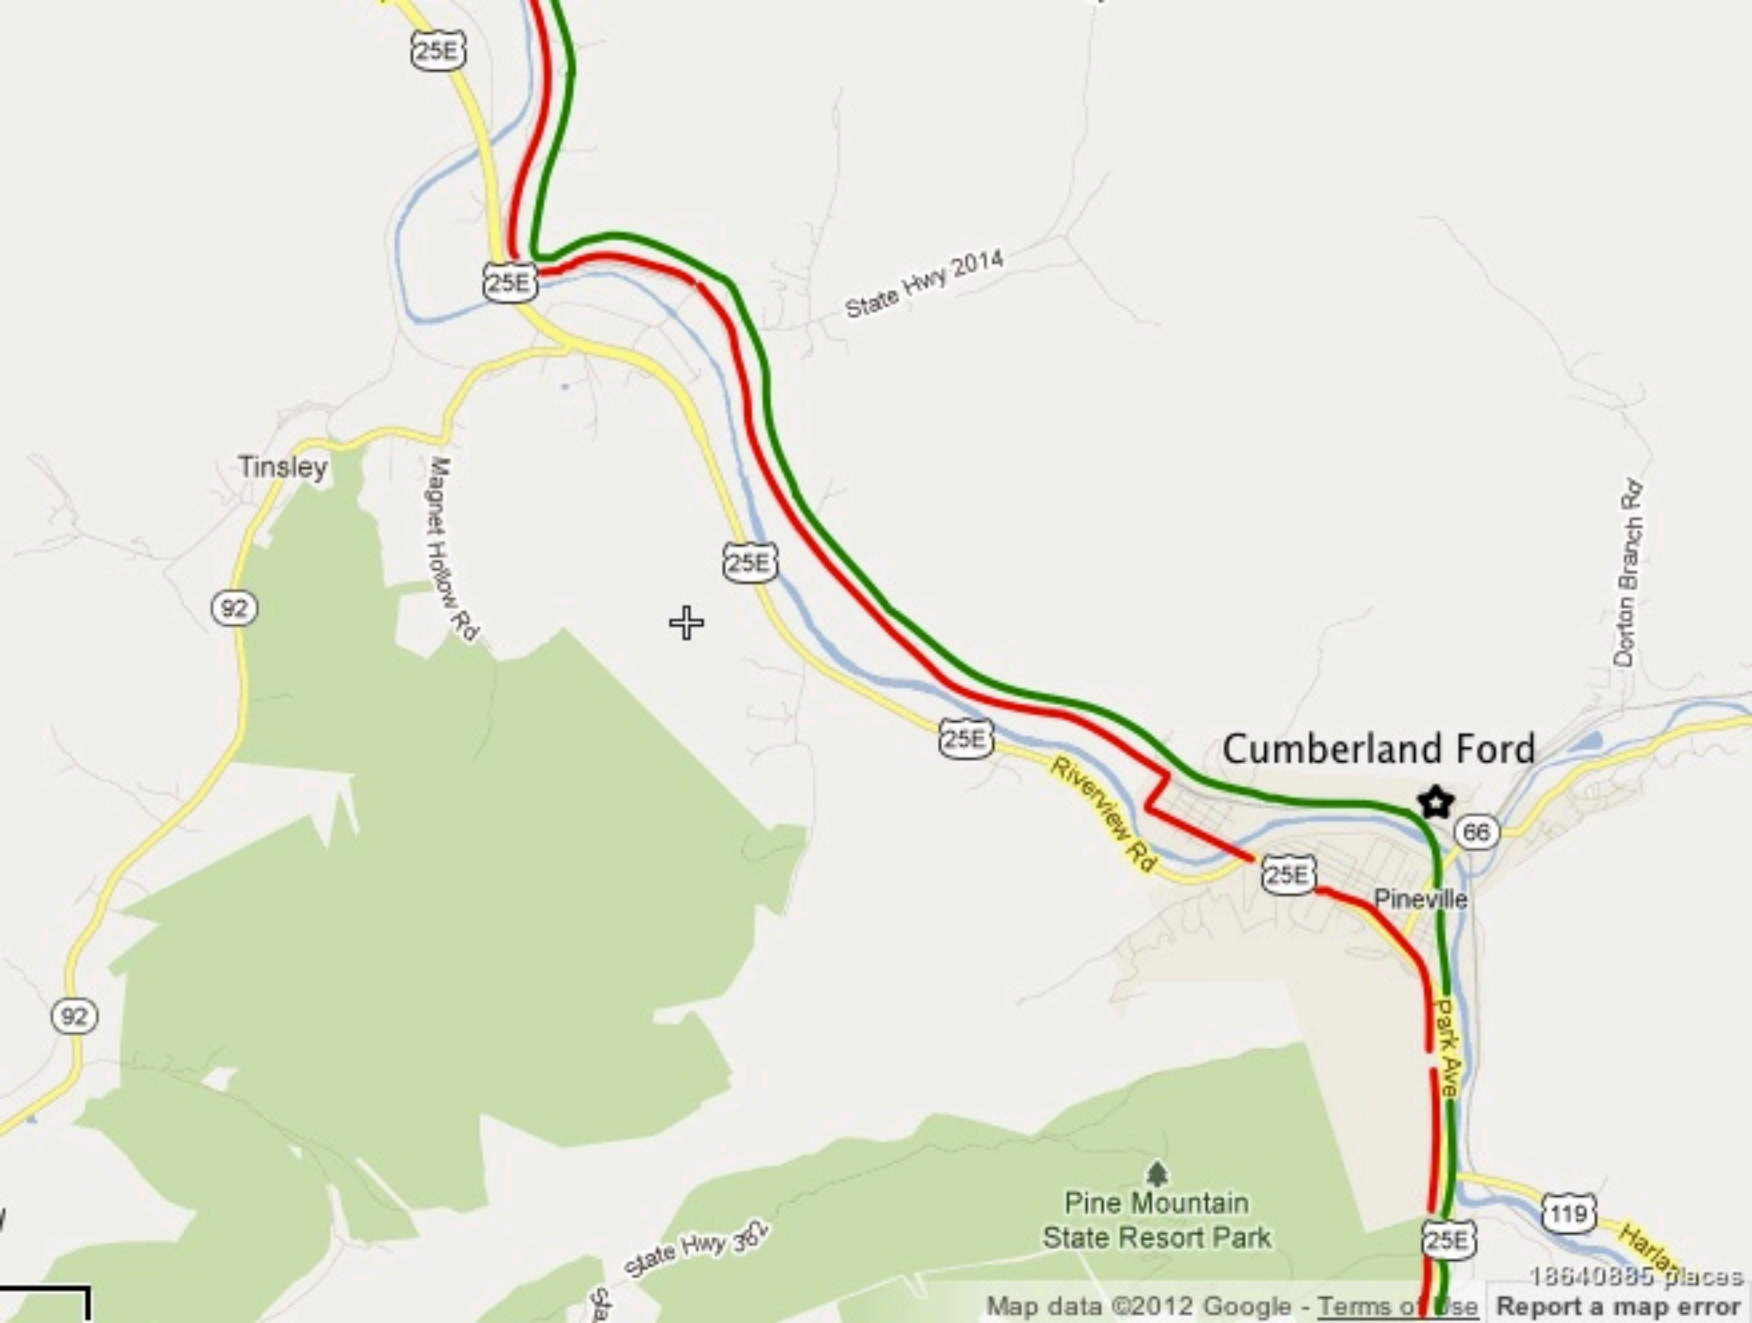 25E
25E
State Hwy 2014
Tinsley
Magnet Hollow Rd
25E
Dorton Branch Rd
92
25E
Cumberland Ford
Riverview Rd
66
25E
Pineville
92
Park Ave
Pine Mountain
State Resort Park
119
State Hwy 382
25E
Harlan
18640885 places
Map data ©2012 Google - Terms of Use
Report a map error